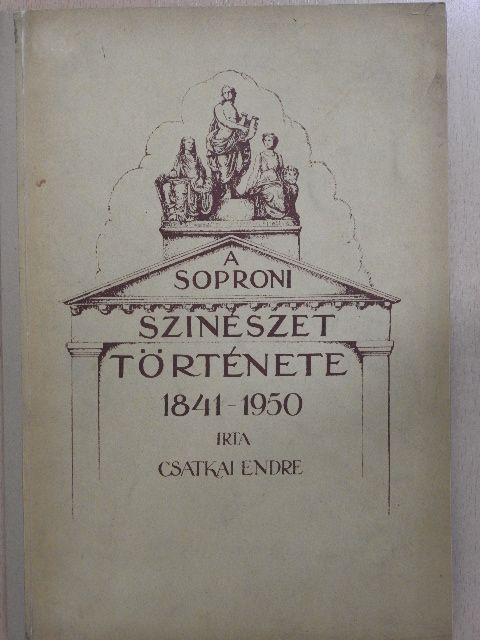 A
SOPRONI
SZINÉSZET
TÖRTÉNETE
1841-1950
IRTA
CSATKAI ENDRE